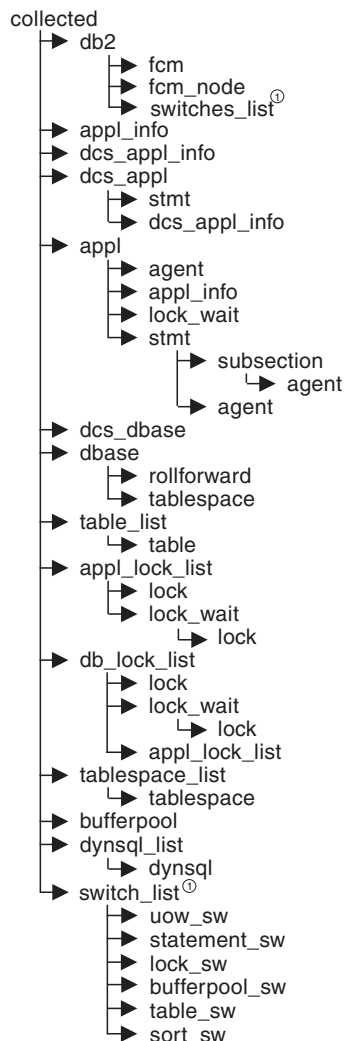 collected
db2
fcm
fcm_node
switches_list①
appl_info
dcs_appl_info
dcs_appl
stmt
dcs_appl_info
appl
agent
appl_info
lock_wait
stmt
subsection
agent
agent
dcs_dbase
dbase
rollforward
tablespace
table_list
table
appl_lock_list
lock
lock_wait
lock
db_lock_list
lock
lock_wait
lock
appl_lock_list
tablespace_list
tablespace
bufferpool
dynsql_list
dynsql
switch_list①
uow_sw
statement_sw
lock_sw
bufferpool_sw
table_sw
sort_sw